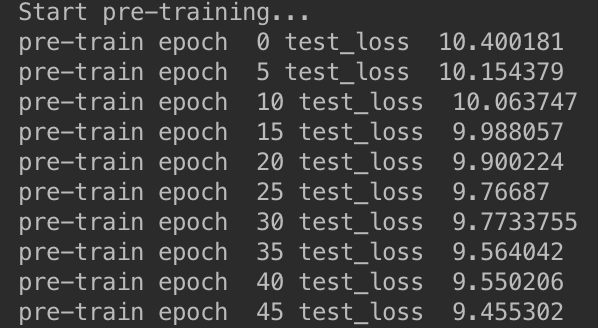 Start pre-training...
pre-train epoch  0 test_loss  10.400181
pre-train epoch  5 test_loss  10.154379
pre-train epoch  10 test_loss  10.063747
pre-train epoch  15 test_loss  9.988057
pre-train epoch  20 test_loss  9.900224
pre-train epoch  25 test_loss  9.76687
pre-train epoch  30 test_loss  9.7733755
pre-train epoch  35 test_loss  9.564042
pre-train epoch  40 test_loss  9.550206
pre-train epoch  45 test_loss  9.455302